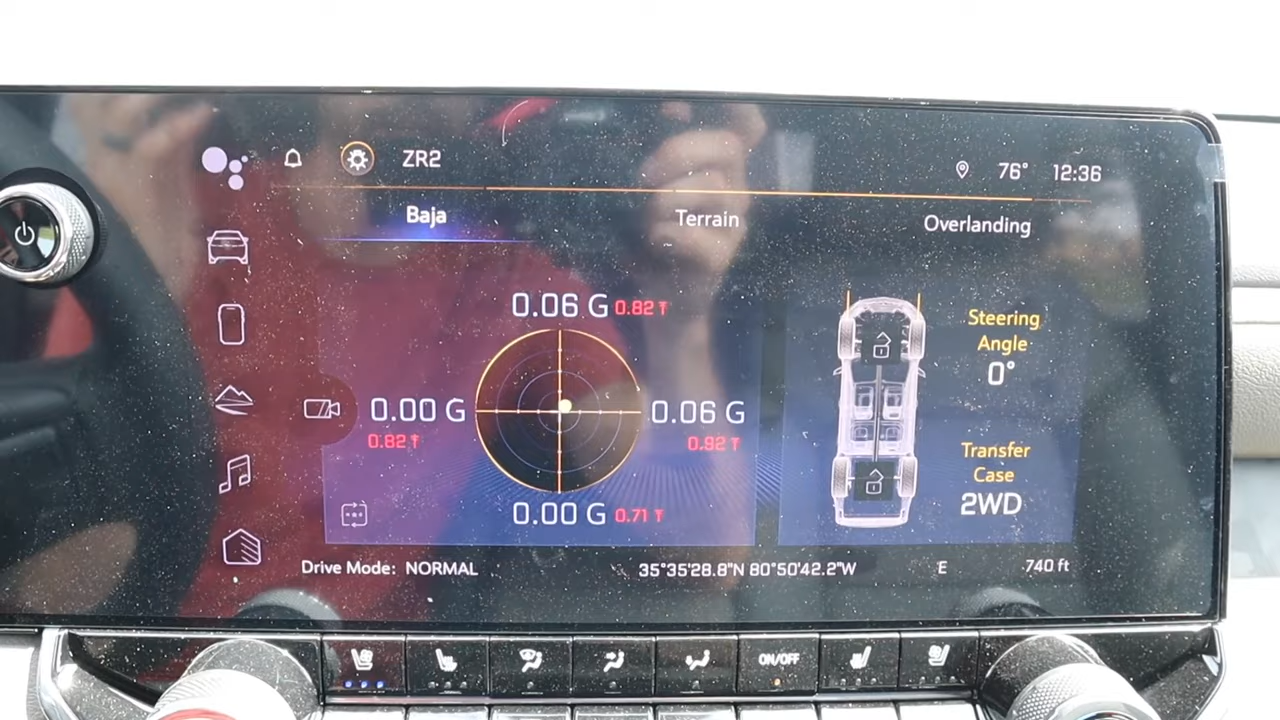 ZR2
76° 12:36
Baja Terrain Overlanding
0.06 G 0.82
0.00 G 0.82
0.06 G 0.92
0.00 G 0.71
Steering
Angle
0°
Transfer
Case
2WD
Drive Mode: NORMAL 35°35'28.8"N 80°50'42.2"W E 740 ft
ON/OFF